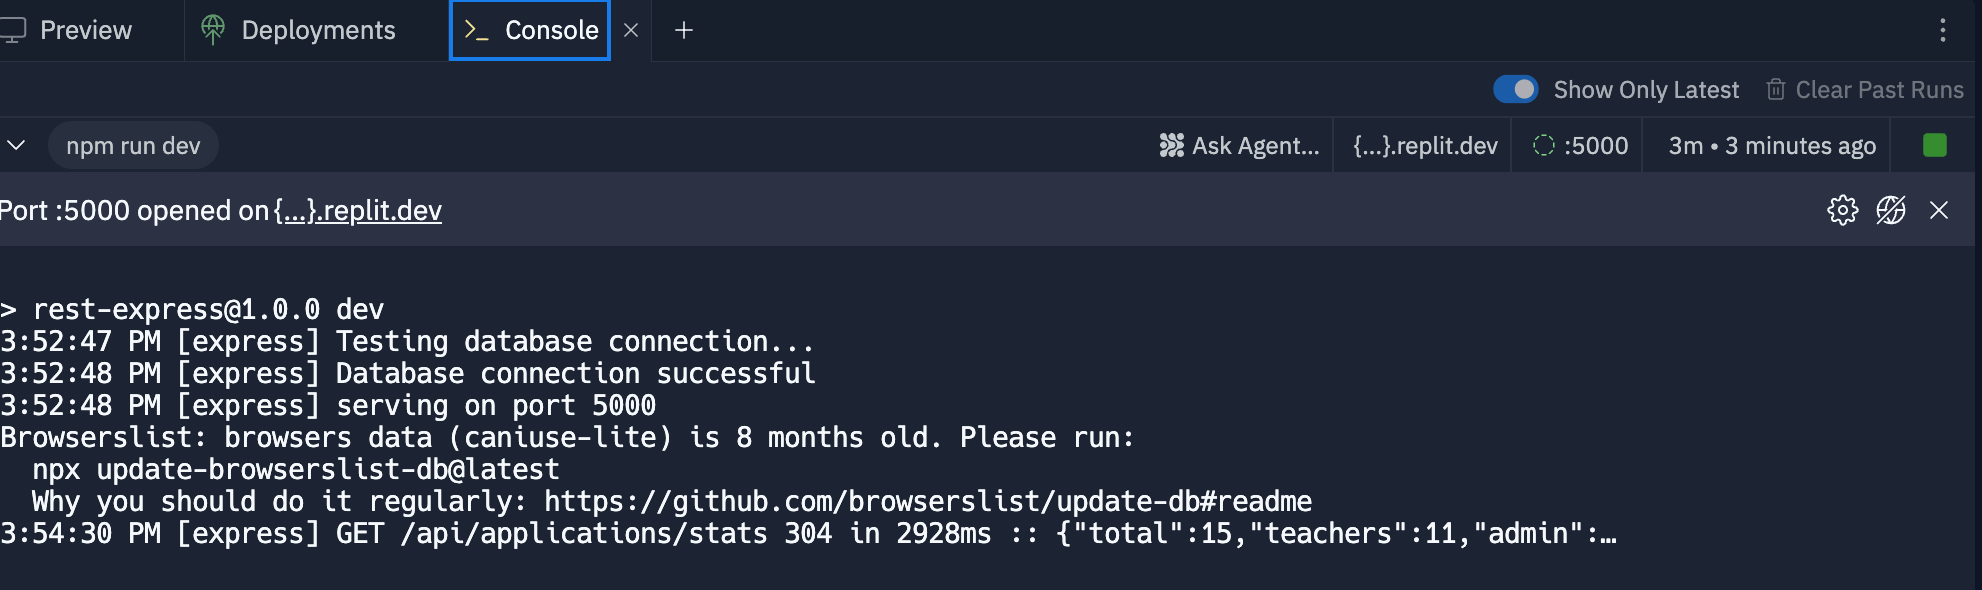 Preview Deployments Console
Show Only Latest Clear Past Runs
npm run dev Ask Agent... {...}.replit.dev :5000 3m • 3 minutes ago
Port :5000 opened on {...}.replit.dev
> rest-express@1.0.0 dev
3:52:47 PM [express] Testing database connection...
3:52:48 PM [express] Database connection successful
3:52:48 PM [express] serving on port 5000
Browserslist: browsers data (caniuse-lite) is 8 months old. Please run:
  npx update-browserslist-db@latest
  Why you should do it regularly: https://github.com/browserslist/update-db#readme
3:54:30 PM [express] GET /api/applications/stats 304 in 2928ms :: {"total":15,"teachers":11,"admin":…